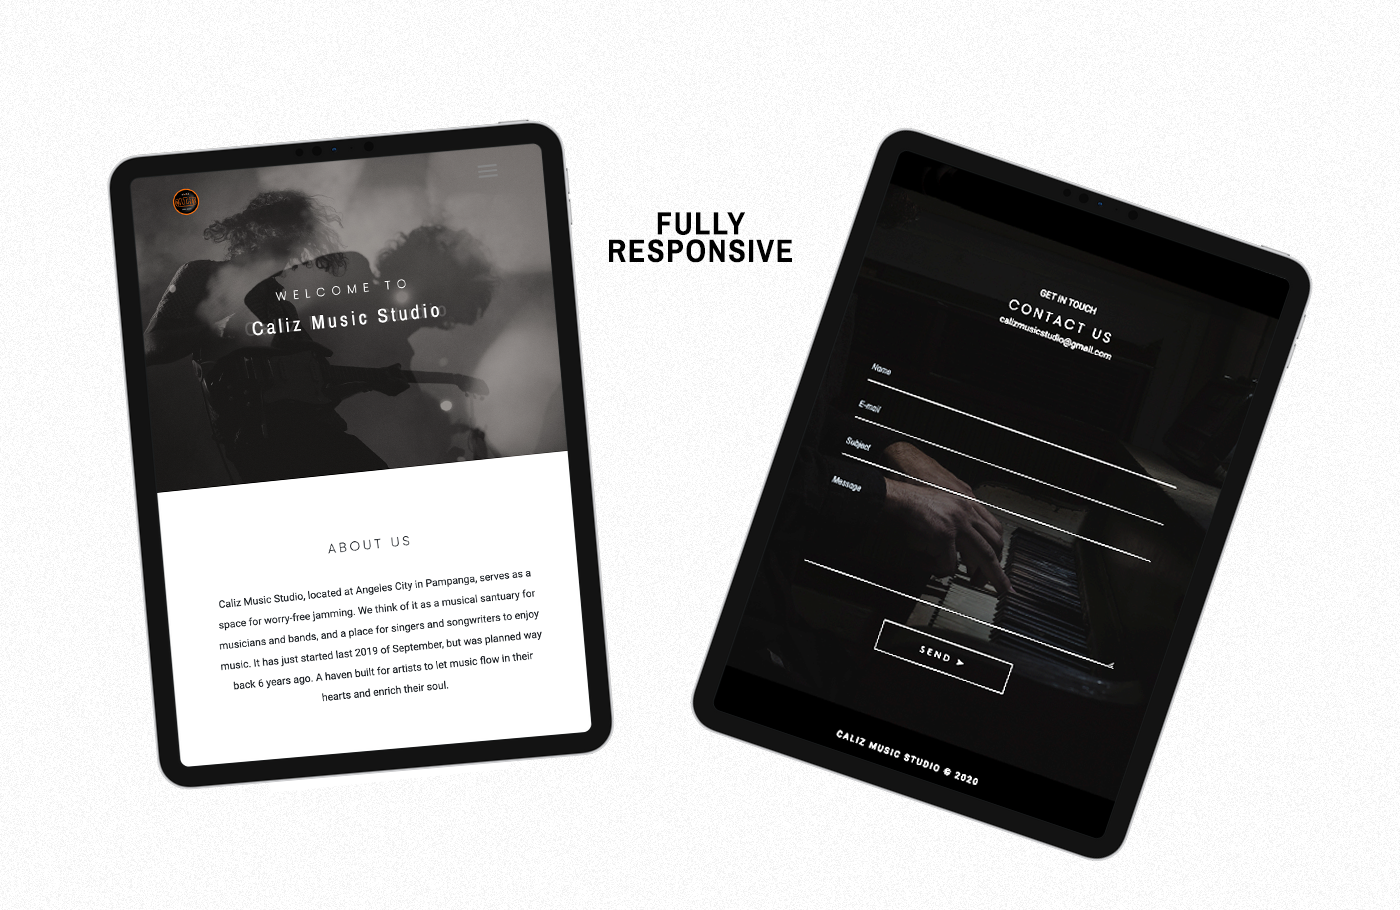 FULLY
RESPONSIVE
WELCOME TO
Caliz Music Studio
ABOUT US
Caliz Music Studio, located at Angeles City in Pampanga, serves as a
space for worry-free jamming. We think of it as a musical santuary for
musicians and bands, and a place for singers and songwriters to enjoy
music. It has just started last 2019 of September, but was planned way
back 6 years ago. A haven built for artists to let music flow in their
hearts and enrich their soul.
GET IN TOUCH
CONTACT US
calizmusicstudio@gmail.com
Name
E-mail
Subject
Message
SEND
CALIZ MUSIC STUDIO © 2020